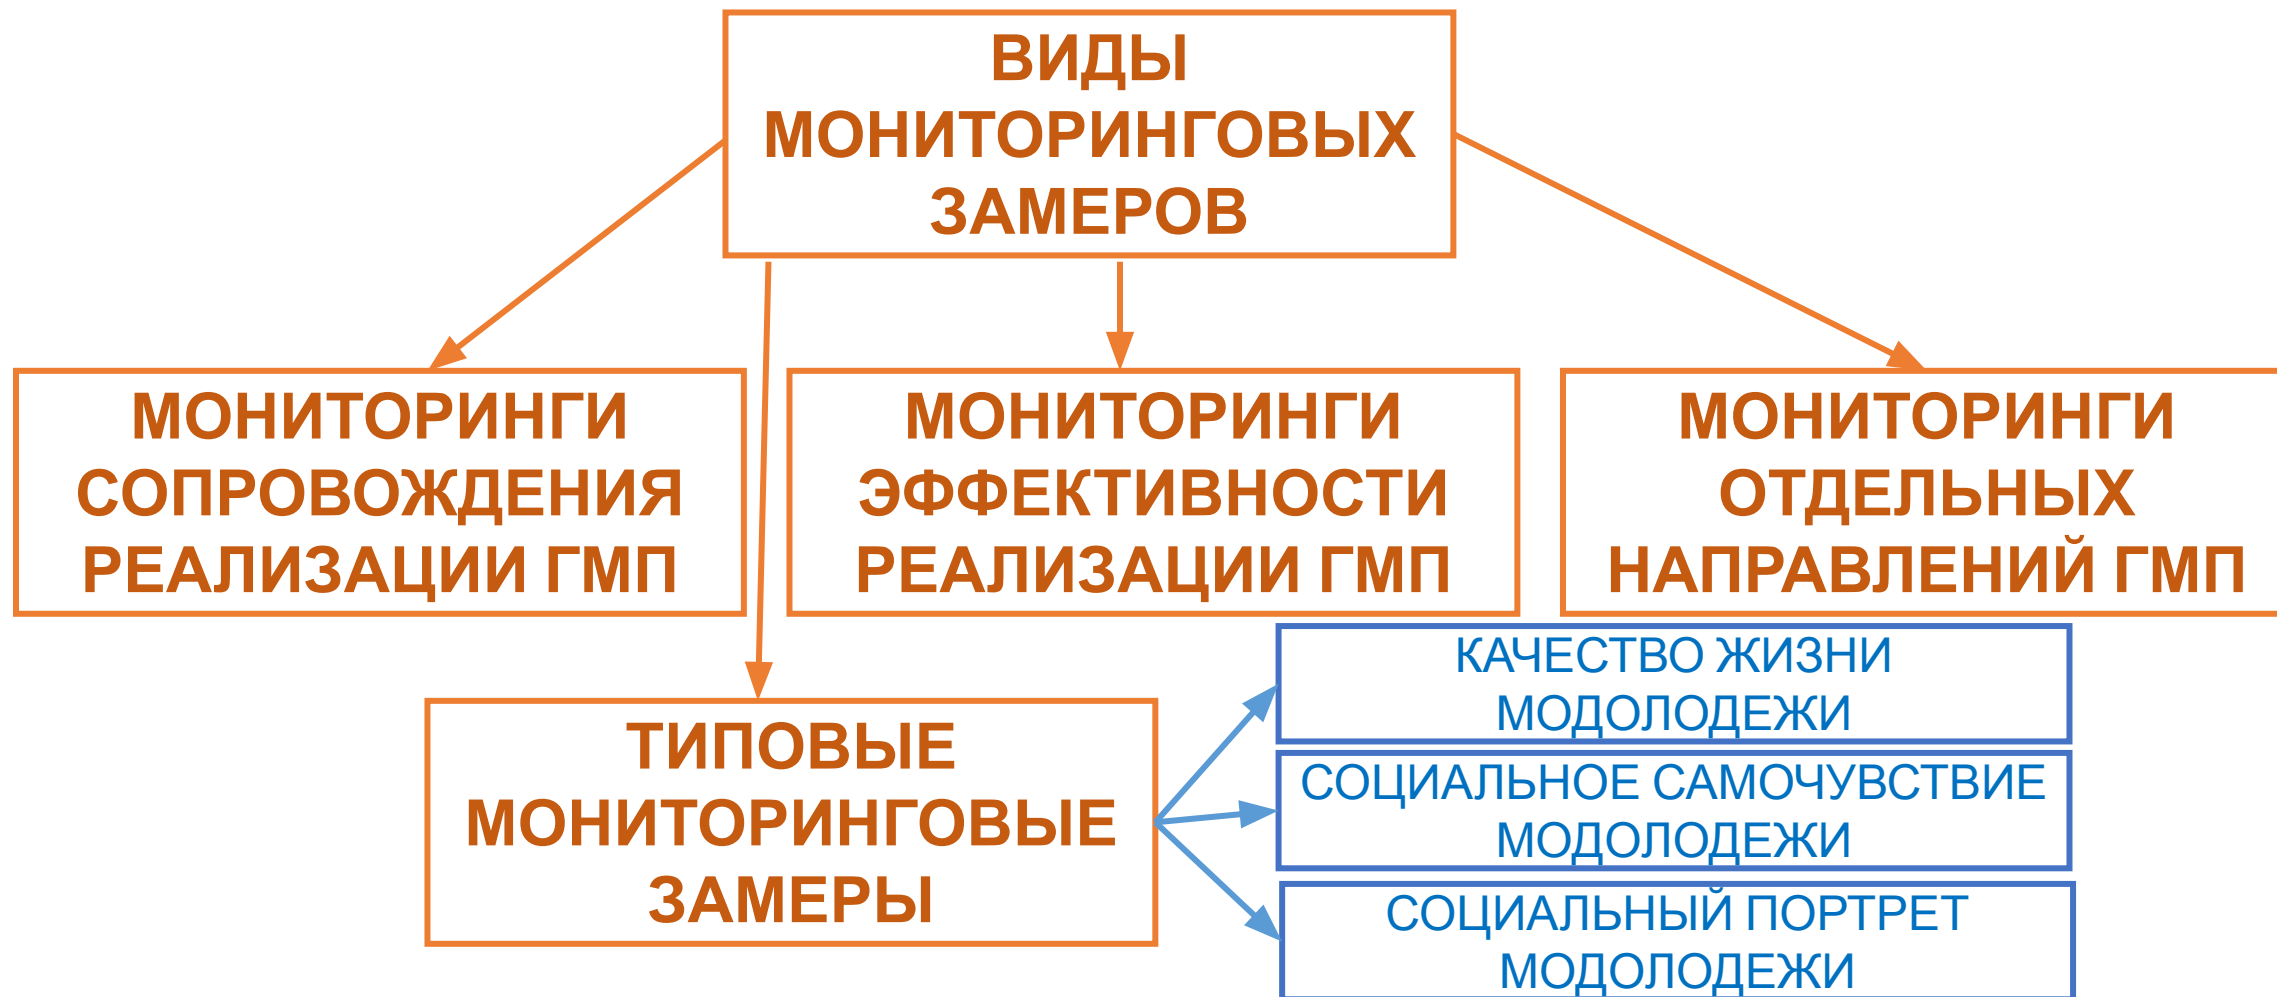 ВИДЫ
МОНИТОРИНГОВЫХ
ЗАМЕРОВ
МОНИТОРИНГИ
СОПРОВОЖДЕНИЯ
РЕАЛИЗАЦИИ ГМП
МОНИТОРИНГИ
ЭФФЕКТИВНОСТИ
РЕАЛИЗАЦИИ ГМП
МОНИТОРИНГИ
ОТДЕЛЬНЫХ
НАПРАВЛЕНИЙ ГМП
ТИПОВЫЕ
МОНИТОРИНГОВЫЕ
ЗАМЕРЫ
КАЧЕСТВО ЖИЗНИ
МОДОЛОДЕЖИ
СОЦИАЛЬНОЕ САМОЧУВСТВИЕ
МОДОЛОДЕЖИ
СОЦИАЛЬНЫЙ ПОРТРЕТ
МОДОЛОДЕЖИ